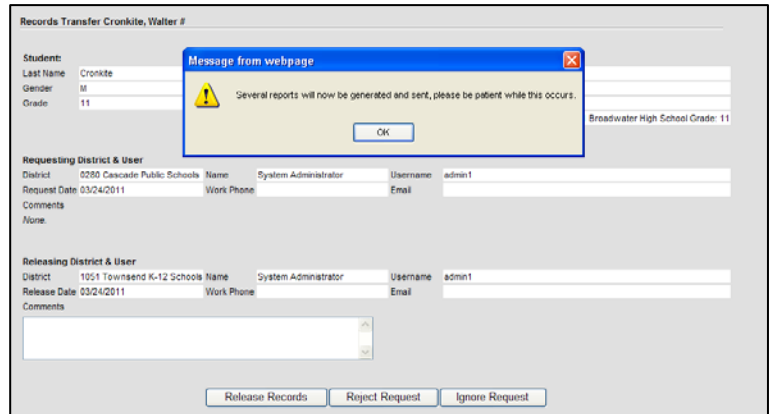 Records Transfer Cronkite, Walter #
Student:
Message from webpage
Last Name Cronkite
Gender M
Several reports will now be generated and sent, please be patient while this occurs.
Grade 11
Broadwater High School Grade: 11
OK
Requesting District & User
District 0280 Cascade Public Schools Name System Administrator Username admin1
Request Date 03/24/2011 Work Phone Email
Comments
None.
Releasing District & User
District 1051 Townsend K-12 Schools Name System Administrator Username admin1
Release Date 03/24/2011 Work Phone Email
Comments
Release Records Reject Request Ignore Request